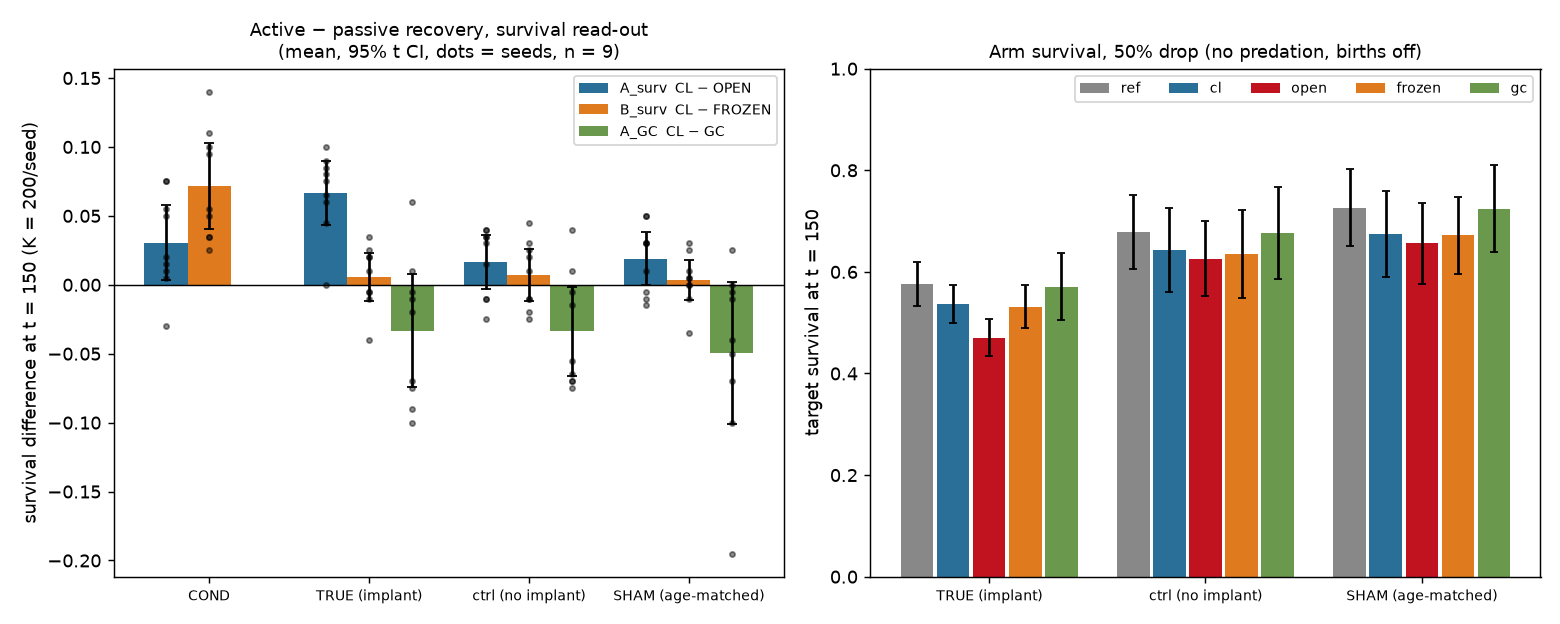 Active − passive recovery, survival read-out
(mean, 95% t CI, dots = seeds, n = 9)
survival difference at t = 150 (K = 200/seed)
0.15
0.10
0.05
0.00
−0.05
−0.10
−0.15
−0.20
A_surv CL − OPEN
B_surv CL − FROZEN
A_GC CL − GC
COND
TRUE (implant)
ctrl (no implant)
SHAM (age-matched)
Arm survival, 50% drop (no predation, births off)
target survival at t = 150
1.0
0.8
0.6
0.4
0.2
0.0
ref
cl
open
frozen
gc
TRUE (implant)
ctrl (no implant)
SHAM (age-matched)